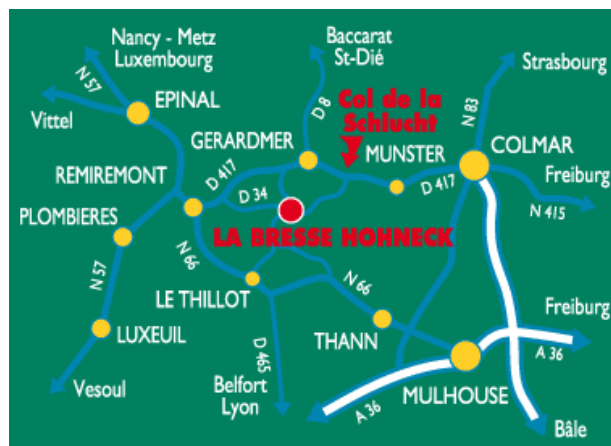 Nancy - Metz
Luxembourg
Baccarat
St-Dié
Strasbourg
N 57
Vittel
EPINAL
D 8
Col de la
Schlucht
N 83
GERARDMER
MUNSTER
COLMAR
REMIREMONT
D 417
D 417
Freiburg
D 34
N 415
PLOMBIERES
LA BRESSE HOHNECK
N 66
N 57
LE THILLOT
N 66
Freiburg
LUXEUIL
D 465
THANN
A 36
Vesoul
Belfort
Lyon
A 36
MULHOUSE
Bâle